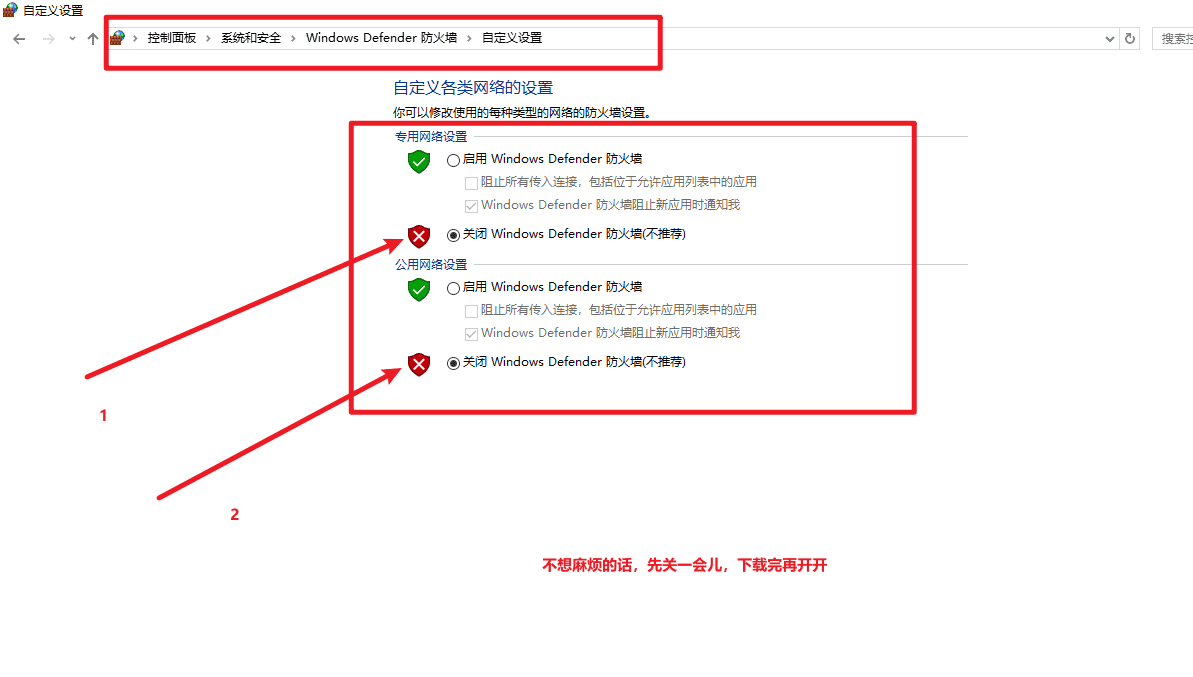 自定义设置
控制面板 > 系统和安全 > Windows Defender 防火墙 > 自定义设置
搜索控
自定义各类网络的设置
你可以修改使用的每种类型的网络的防火墙设置。
专用网络设置
启用 Windows Defender 防火墙
阻止所有传入连接，包括位于允许应用列表中的应用
Windows Defender 防火墙阻止新应用时通知我
关闭 Windows Defender 防火墙(不推荐)
公用网络设置
启用 Windows Defender 防火墙
阻止所有传入连接，包括位于允许应用列表中的应用
Windows Defender 防火墙阻止新应用时通知我
关闭 Windows Defender 防火墙(不推荐)
1
2
不想麻烦的话，先关一会儿，下载完再开开